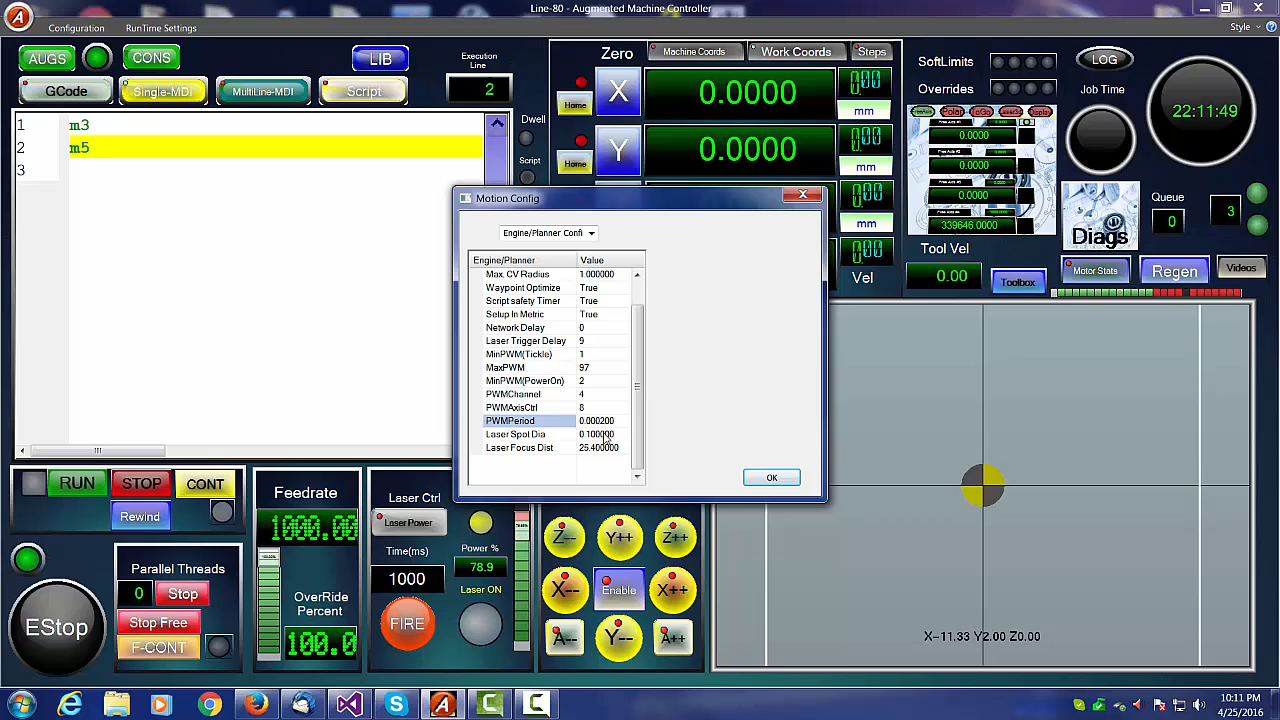 Line-80 - Augmented Machine Controller
Configuration RunTime Settings
Style
AUGS CONS LIB
GCode Single-MDI MultiLine-MDI Script
Execution
Line
2
1 m3
2 m5
3
Dwell
Script
Zero Machine Coords Work Coords Steps
Home X 0.0000 000 mm
Home Y 0.0000 000 mm
000
mm
000
Vel
SoftLimits
Overrides
LOG
Job Time
22:11:49
0.0000
0.0000
0.0000
339646.0000
Diags
Queue
0 3
Tool Vel
0.00
Toolbox
Motor Stats Regen Videos
Motion Config
Engine/Planner Confi
Engine/Planner Value
Max. CV Radius 1.000000
Waypoint Optimize True
Script safety Timer True
Setup In Metric True
Network Delay 0
Laser Trigger Delay 9
MinPWM(Tickle) 1
MaxPWM 97
MinPWM(PowerOn) 2
PWMChannel 4
PWMAxisCtrl 8
PWMPeriod 0.000200
Laser Spot Dia 0.100000
Laser Focus Dist 25.400000
OK
RUN STOP CONT
Rewind
Parallel Threads
0 Stop
Stop Free
F-CONT
EStop
Feedrate
1000.00
OverRide
Percent
100.0
Laser Ctrl
Laser Power
Time(ms)
1000
FIRE
Power %
78.9
Laser ON
Z-- Y++ Z++
X-- Enable X++
A-- Y-- A++
X-11.33 Y2.00 Z0.00
10:11 PM
4/25/2016